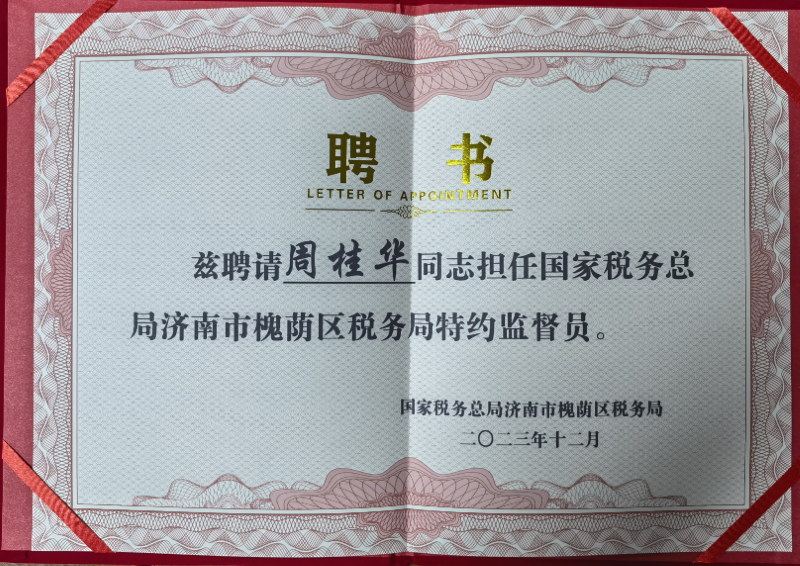 聘 书
LETTER OF APPOINTMENT
兹聘请周桂华同志担任国家税务总
局济南市槐荫区税务局特约监督员。
国家税务总局济南市槐荫区税务局
二〇二三年十二月